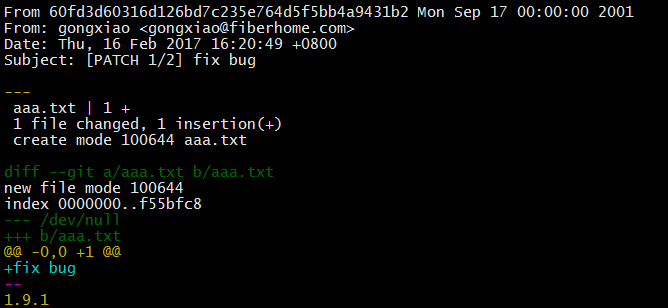 From 60fd3d60316d126bd7c235e764d5f5bb4a9431b2 Mon Sep 17 00:00:00 2001
From: gongxiao <gongxiao@fiberhome.com>
Date: Thu, 16 Feb 2017 16:20:49 +0800
Subject: [PATCH 1/2] fix bug
---
aaa.txt | 1 +
1 file changed, 1 insertion(+)
create mode 100644 aaa.txt
diff --git a/aaa.txt b/aaa.txt
new file mode 100644
index 0000000..f55bfc8
--- /dev/null
+++ b/aaa.txt
@@ -0,0 +1 @@
+fix bug
--
1.9.1